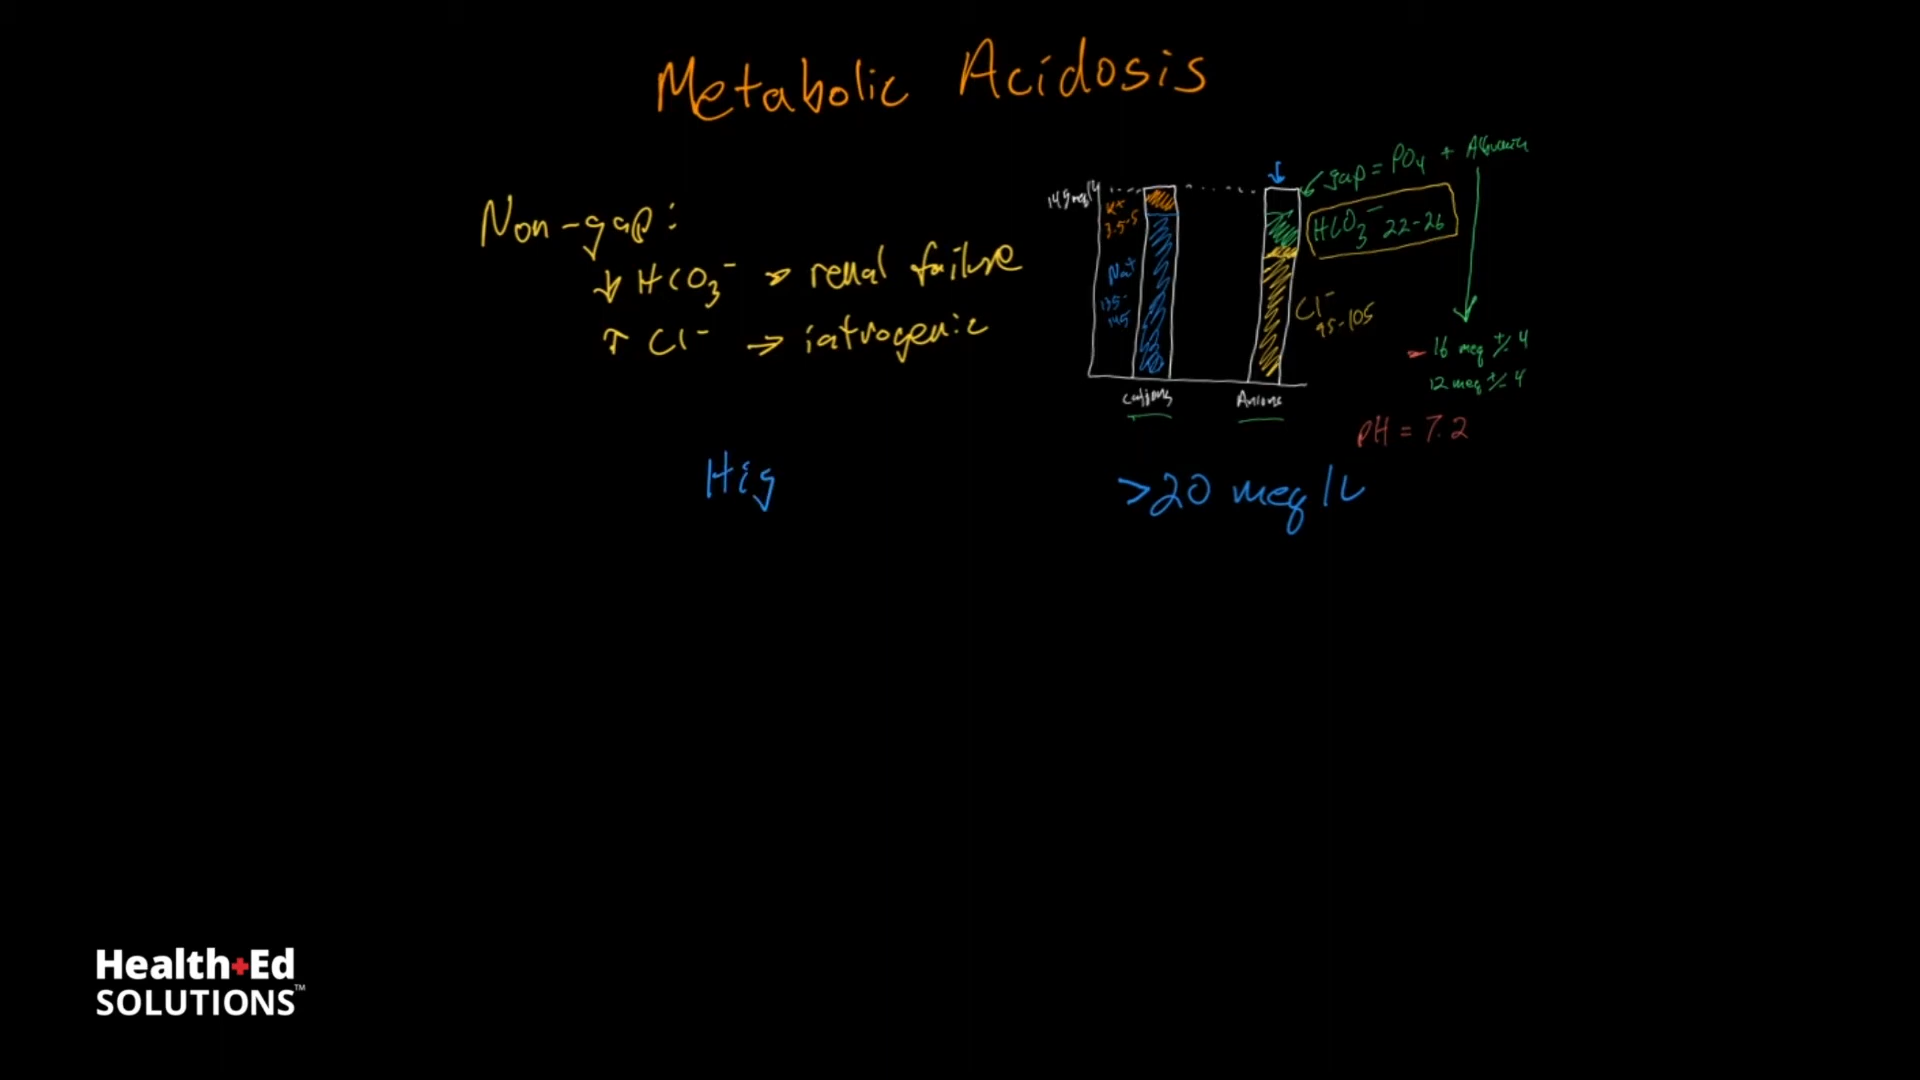 Metabolic Acidosis
Non-gap:
↓ HCO3⁻ → renal failure
↑ Cl⁻ → iatrogenic
149 meq/L
K+
3.5-5
Na+
135-
145
cations
Anions
gap = PO4 + Albumin
HCO3⁻ 22-26
Cl⁻
95-105
16 meq +/- 4
12 meq +/- 4
pH = 7.2
Hig
>20 meq/L
Health+Ed
SOLUTIONS™